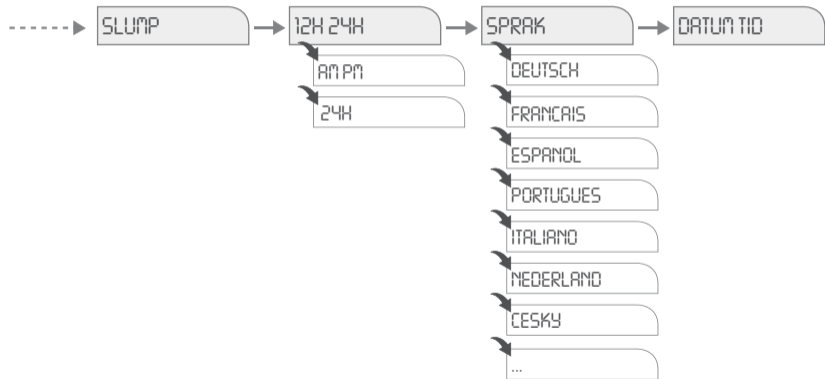 SLUMP
12H 24H
SPRAK
DATUM TID
AM PM
24H
DEUTSCH
FRANCAIS
ESPANOL
PORTUGUES
ITALIANO
NEDERLAND
CESKY
...